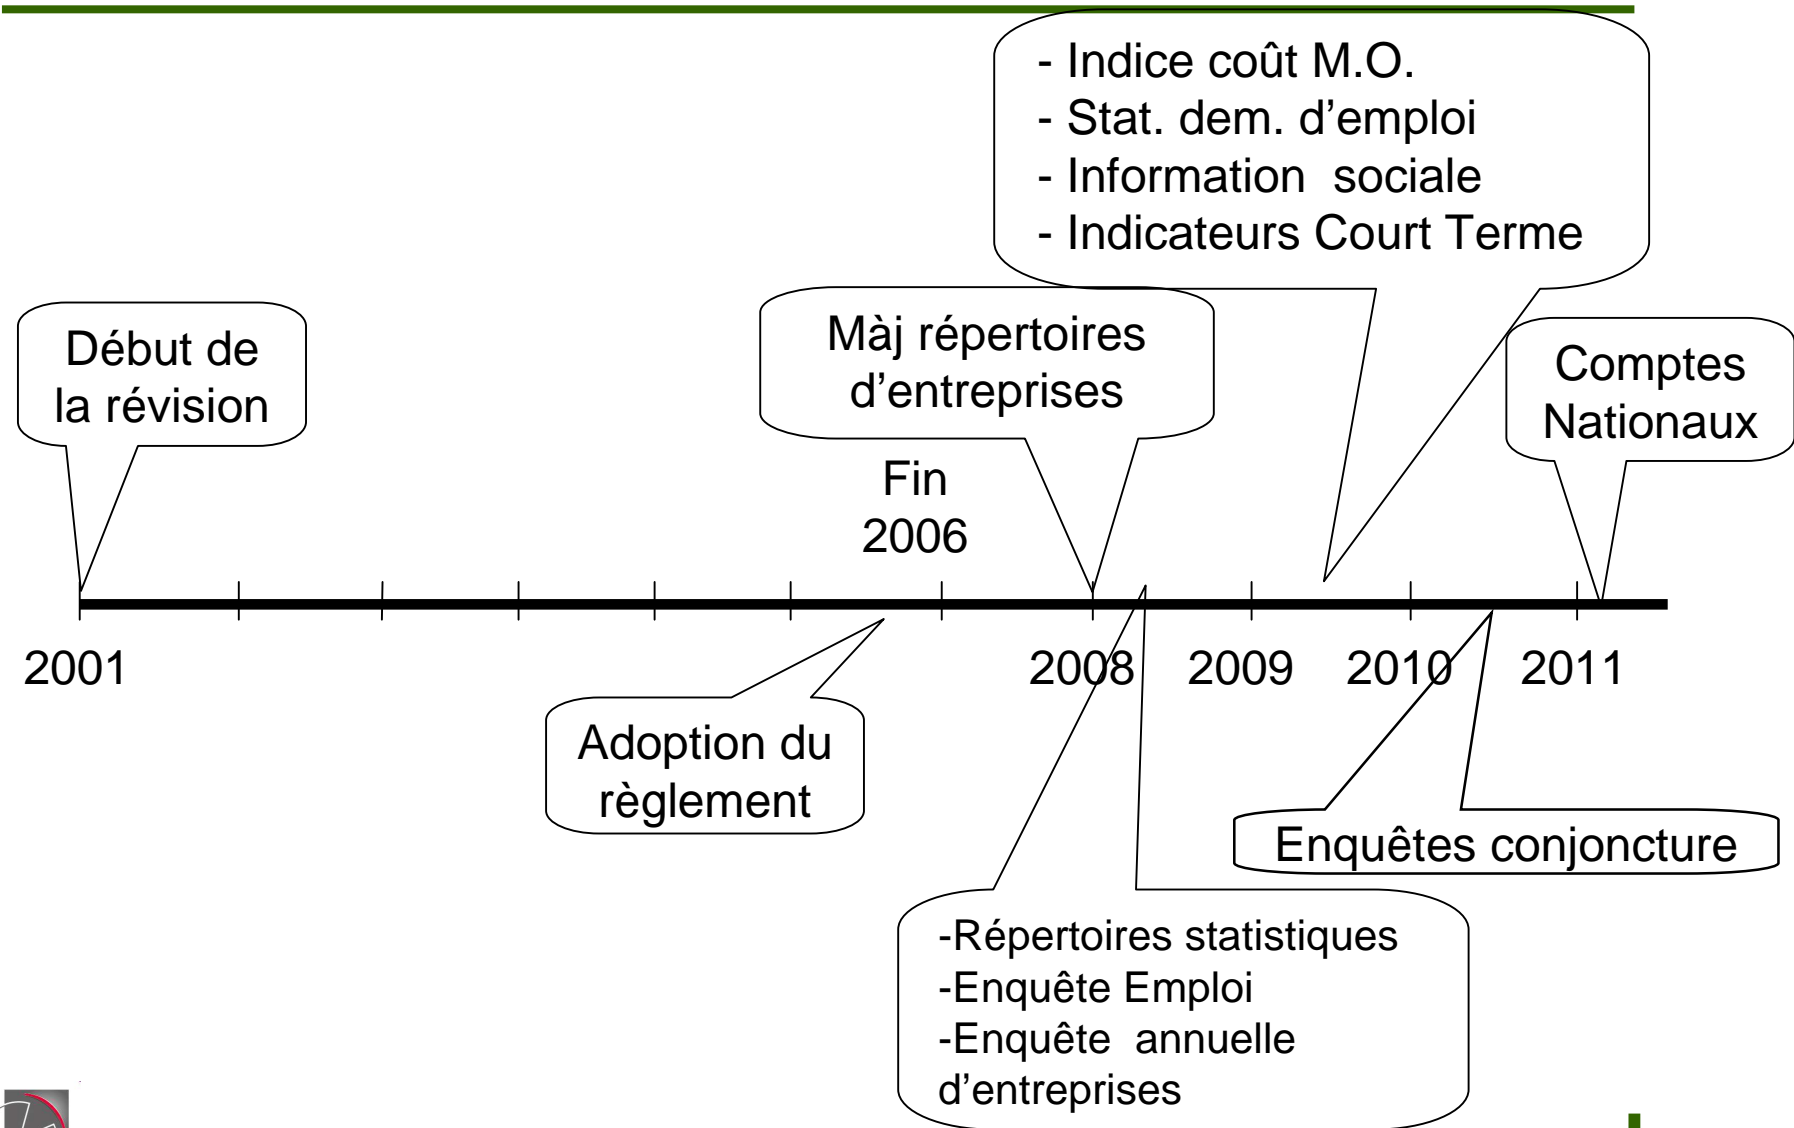 - Indice coût M.O.
- Stat. dem. d’emploi
- Information  sociale
- Indicateurs Court Terme
Début de
la révision
Màj répertoires
d’entreprises
Comptes
Nationaux
Fin
2006
2001
2008
2009
2010
2011
Adoption du
règlement
Enquêtes conjoncture
-Répertoires statistiques
-Enquête Emploi
-Enquête  annuelle
d’entreprises